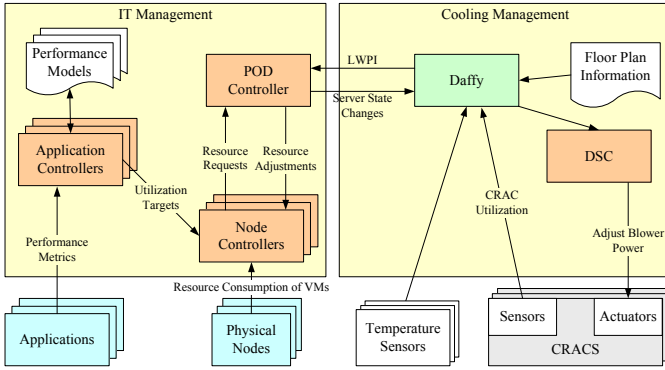 IT Management
Cooling Management
Performance
Models
POD
Controller
LWPI
Server State
Changes
Daffy
Floor Plan
Information
Application
Controllers
Resource
Requests
Resource
Adjustments
DSC
Utilization
Targets
CRAC
Utilization
Node
Controllers
Performance
Metrics
Adjust Blower
Power
Resource Consumption of VMs
Applications
Physical
Nodes
Temperature
Sensors
Sensors
Actuators
CRACS